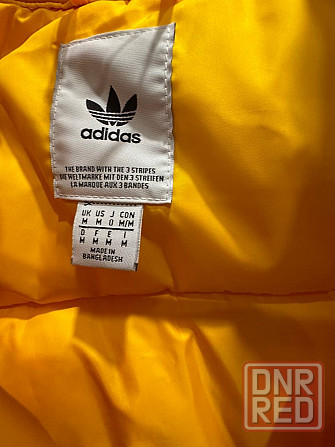 adidas
THE BRAND WITH THE 3 STRIPES
DIE WELTMARKE MIT DEN 3 STREIFEN
LA MARQUE AUX 3 BANDES
UK US J CDN
M M O M/M
D F E I
M M M M
MADE IN
BANGLADESH
DNR
RED